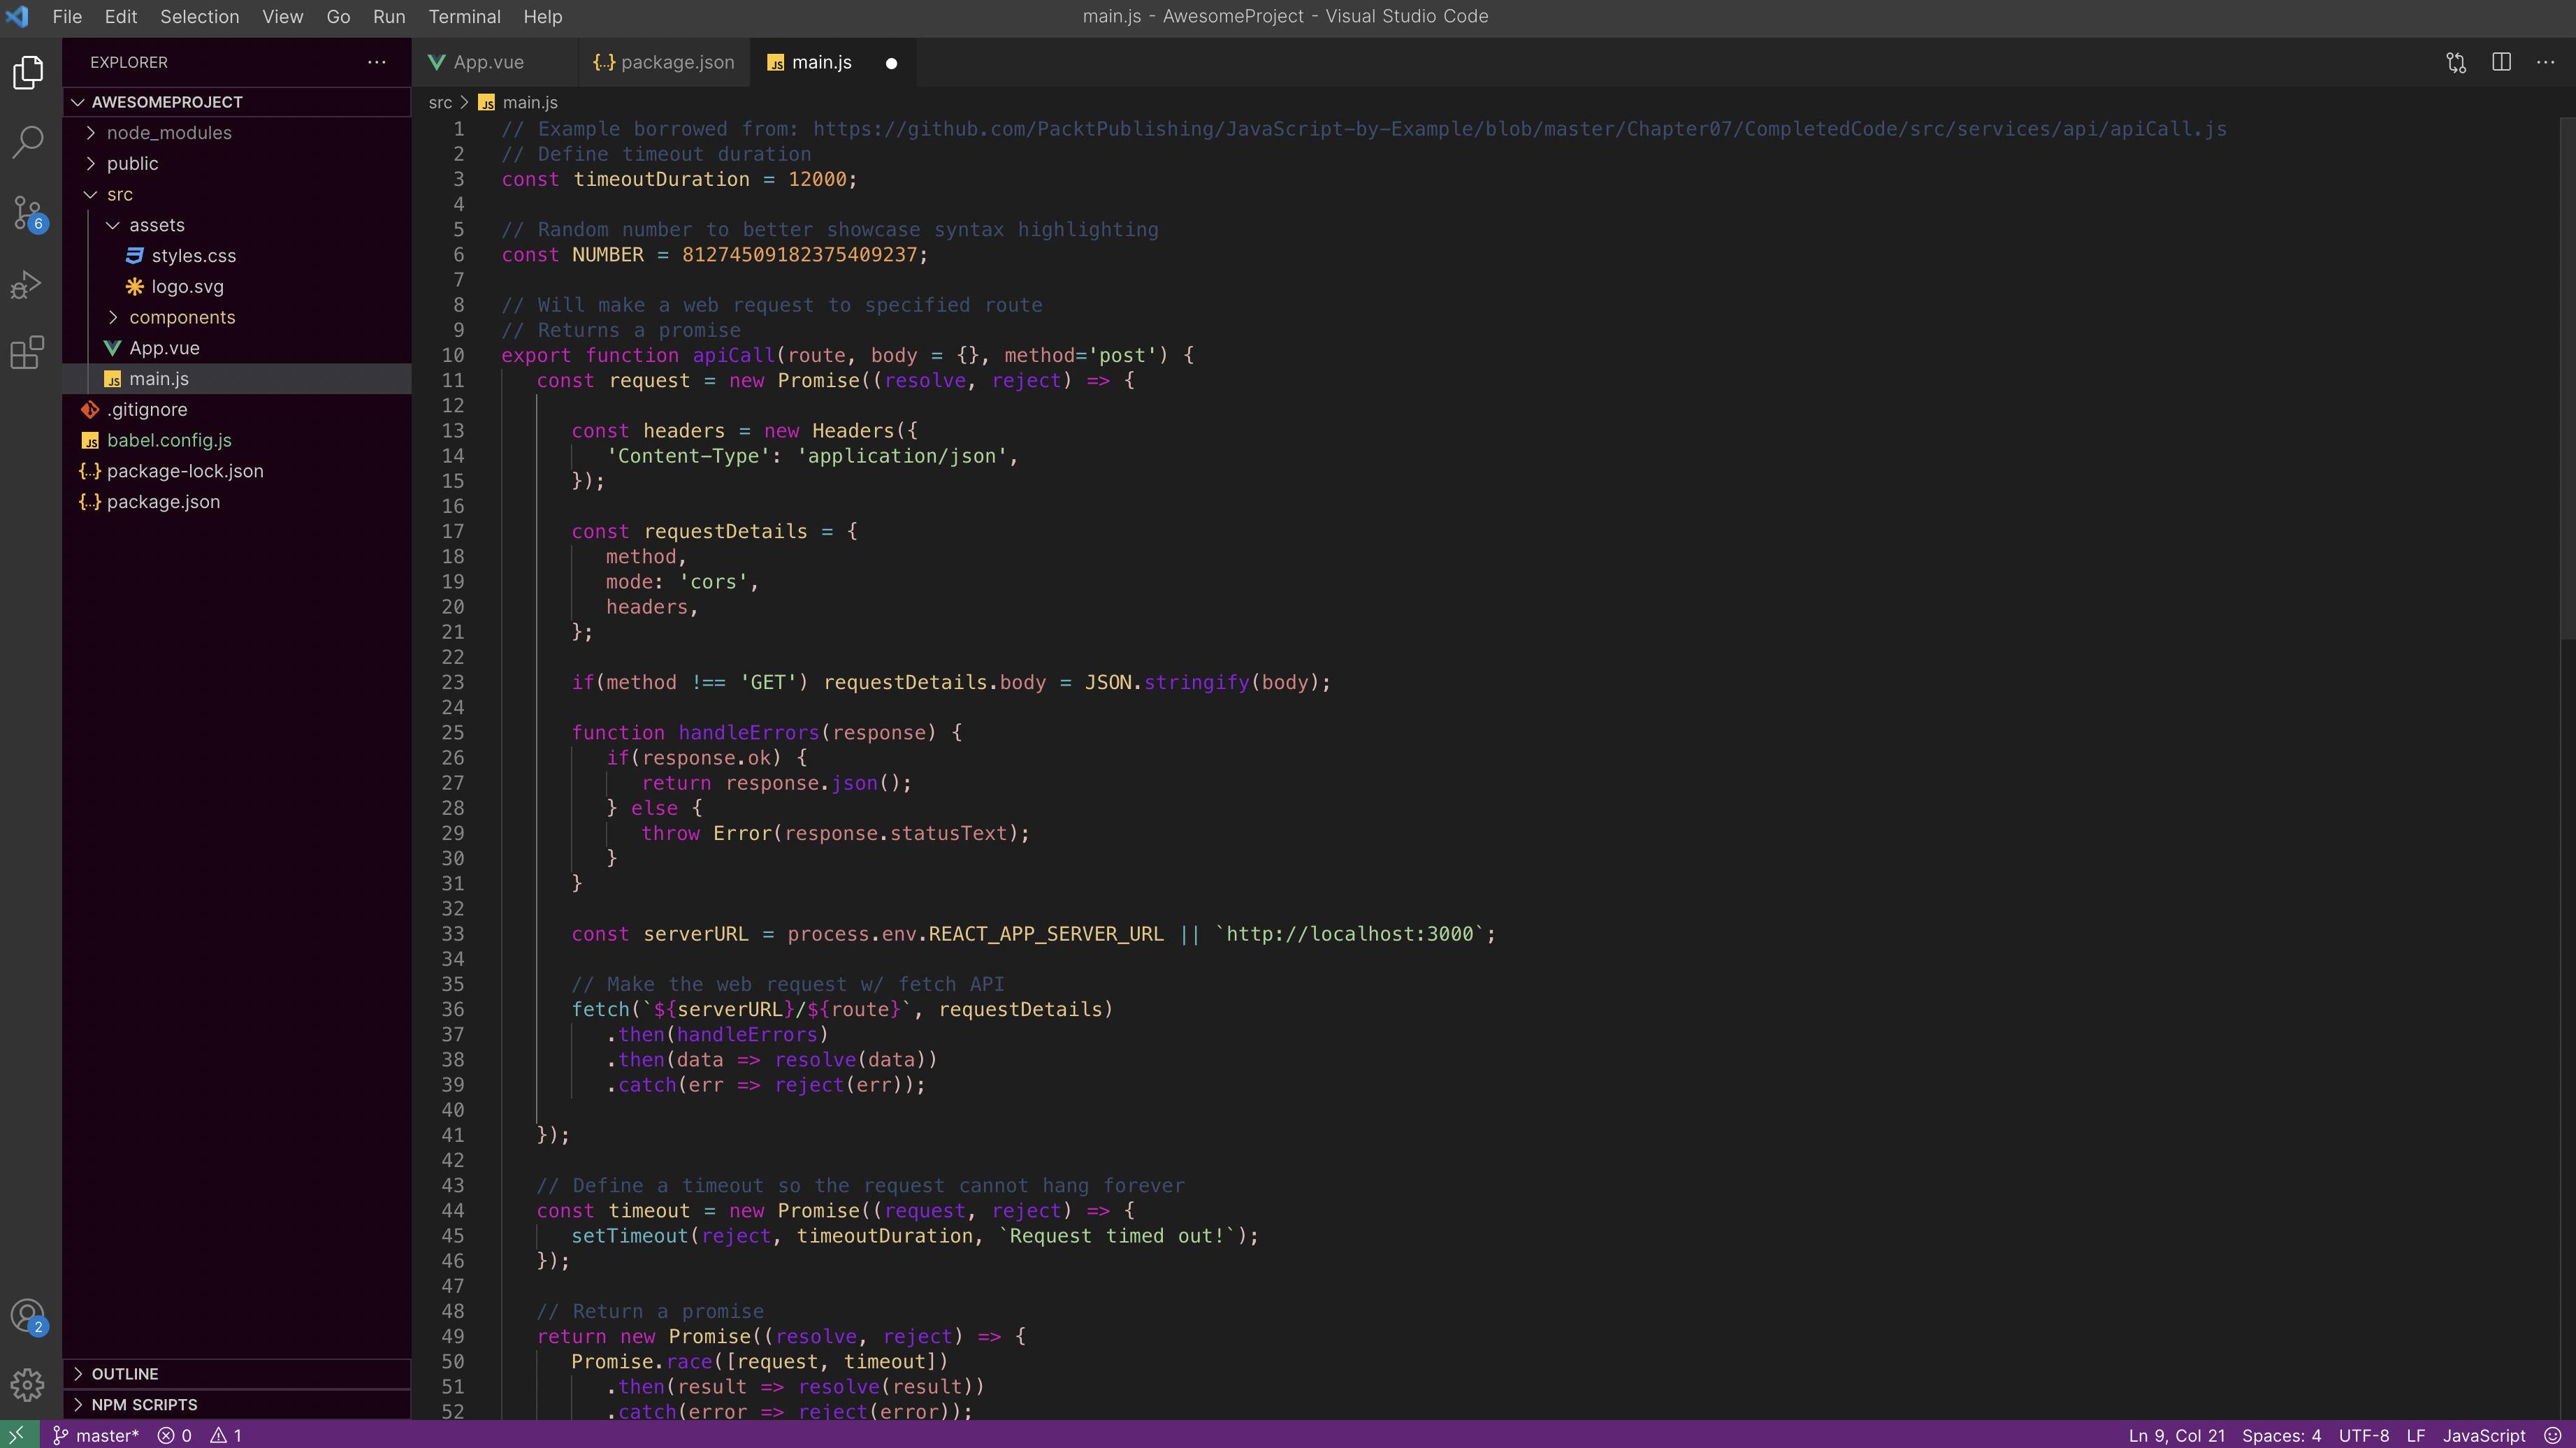 File Edit Selection View Go Run Terminal Help
main.js - AwesomeProject - Visual Studio Code
EXPLORER
AWESOMEPROJECT
node_modules
public
src
assets
styles.css
logo.svg
components
App.vue
main.js
.gitignore
babel.config.js
package-lock.json
package.json
OUTLINE
NPM SCRIPTS
6
2
App.vue
package.json
main.js
src > main.js
1 // Example borrowed from: https://github.com/PacktPublishing/JavaScript-by-Example/blob/master/Chapter07/CompletedCode/src/services/api/apiCall.js
2 // Define timeout duration
3 const timeoutDuration = 12000;
4
5 // Random number to better showcase syntax highlighting
6 const NUMBER = 81274509182375409237;
7
8 // Will make a web request to specified route
9 // Returns a promise
10 export function apiCall(route, body = {}, method='post') {
11 const request = new Promise((resolve, reject) => {
12
13 const headers = new Headers({
14 'Content-Type': 'application/json',
15 });
16
17 const requestDetails = {
18 method,
19 mode: 'cors',
20 headers,
21 };
22
23 if(method !== 'GET') requestDetails.body = JSON.stringify(body);
24
25 function handleErrors(response) {
26 if(response.ok) {
27 return response.json();
28 } else {
29 throw Error(response.statusText);
30 }
31 }
32
33 const serverURL = process.env.REACT_APP_SERVER_URL || `http://localhost:3000`;
34
35 // Make the web request w/ fetch API
36 fetch(`${serverURL}/${route}`, requestDetails)
37 .then(handleErrors)
38 .then(data => resolve(data))
39 .catch(err => reject(err));
40
41 });
42
43 // Define a timeout so the request cannot hang forever
44 const timeout = new Promise((request, reject) => {
45 setTimeout(reject, timeoutDuration, `Request timed out!`);
46 });
47
48 // Return a promise
49 return new Promise((resolve, reject) => {
50 Promise.race([request, timeout])
51 .then(result => resolve(result))
52 .catch(error => reject(error));
master* 0 1
Ln 9, Col 21 Spaces: 4 UTF-8 LF JavaScript